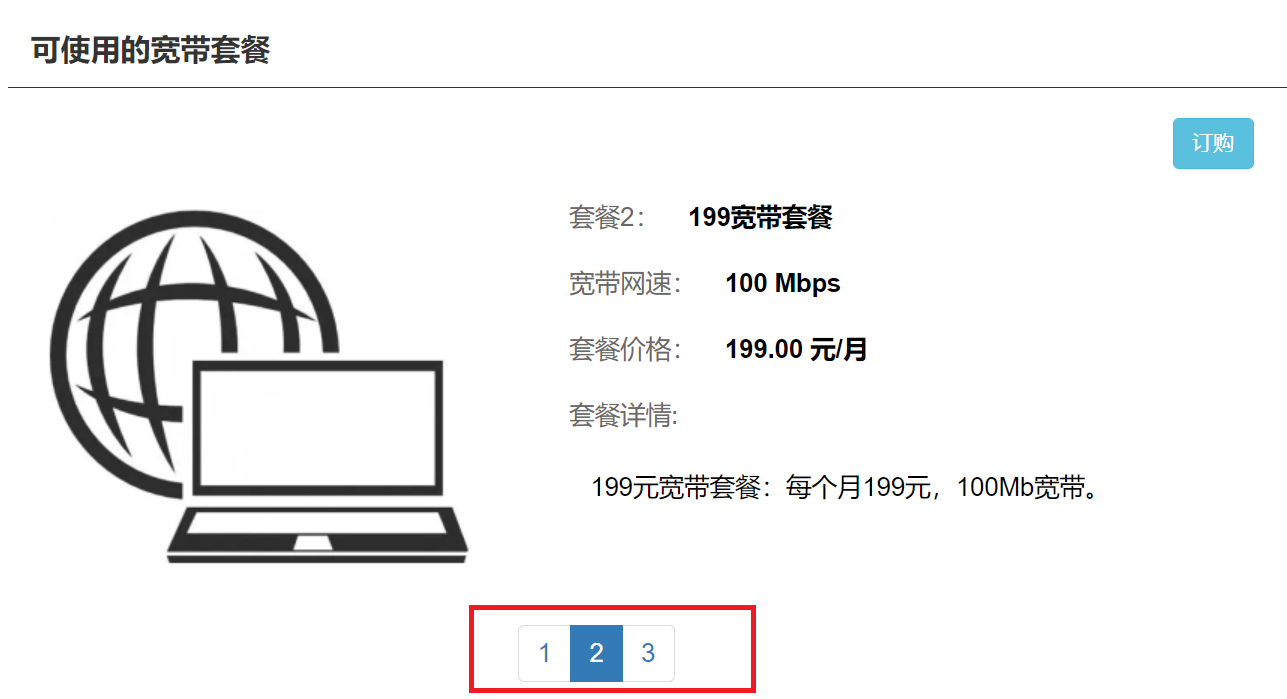 可使用的宽带套餐
订购
套餐2： 199宽带套餐
宽带网速： 100 Mbps
套餐价格： 199.00 元/月
套餐详情:
199元宽带套餐：每个月199元，100Mb宽带。
1 2 3